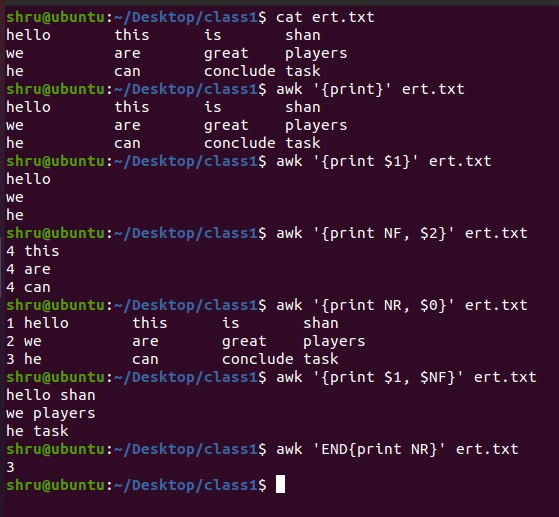 shru@ubuntu:~/Desktop/class1$ cat ert.txt
hello       this      is       shan
we          are       great    players
he          can       conclude task
shru@ubuntu:~/Desktop/class1$ awk '{print}' ert.txt
hello       this      is       shan
we          are       great    players
he          can       conclude task
shru@ubuntu:~/Desktop/class1$ awk '{print $1}' ert.txt
hello
we
he
shru@ubuntu:~/Desktop/class1$ awk '{print NF, $2}' ert.txt
4 this
4 are
4 can
shru@ubuntu:~/Desktop/class1$ awk '{print NR, $0}' ert.txt
1 hello       this      is       shan
2 we          are       great    players
3 he          can       conclude task
shru@ubuntu:~/Desktop/class1$ awk '{print $1, $NF}' ert.txt
hello shan
we players
he task
shru@ubuntu:~/Desktop/class1$ awk 'END{print NR}' ert.txt
3
shru@ubuntu:~/Desktop/class1$